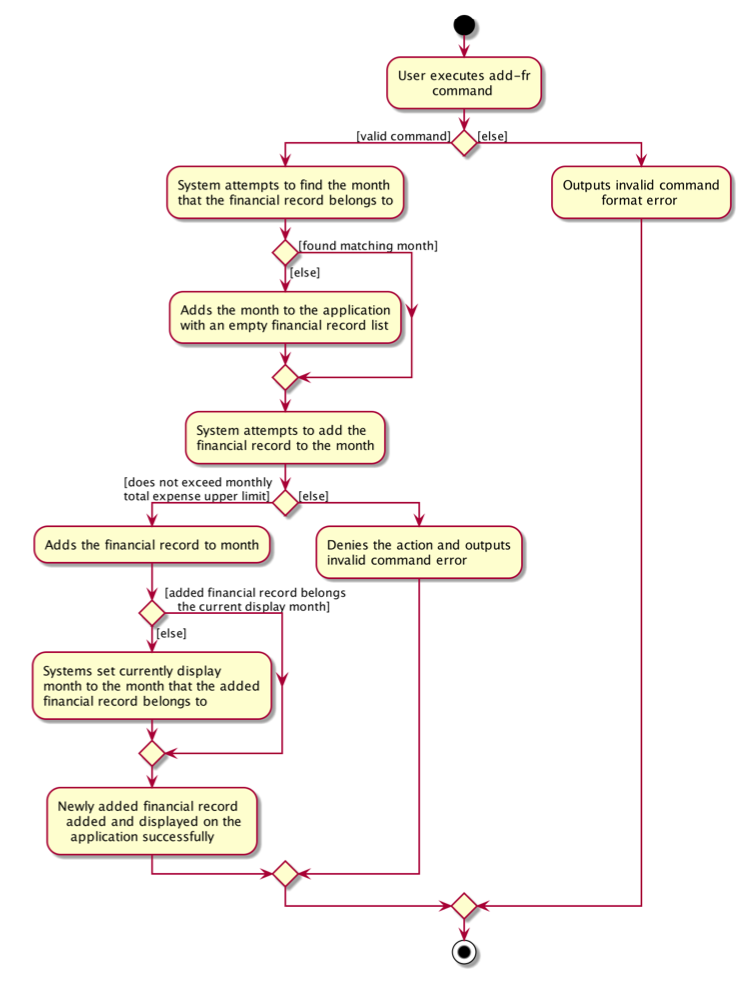 User executes add-fr
command
[valid command]
[else]
System attempts to find the month
that the financial record belongs to
Outputs invalid command
format error
[found matching month]
[else]
Adds the month to the application
with an empty financial record list
System attempts to add the
financial record to the month
[does not exceed monthly
total expense upper limit]
[else]
Adds the financial record to month
Denies the action and outputs
invalid command error
[added financial record belongs
the current display month]
[else]
Systems set currently display
month to the month that the added
financial record belongs to
Newly added financial record
added and displayed on the
application successfully